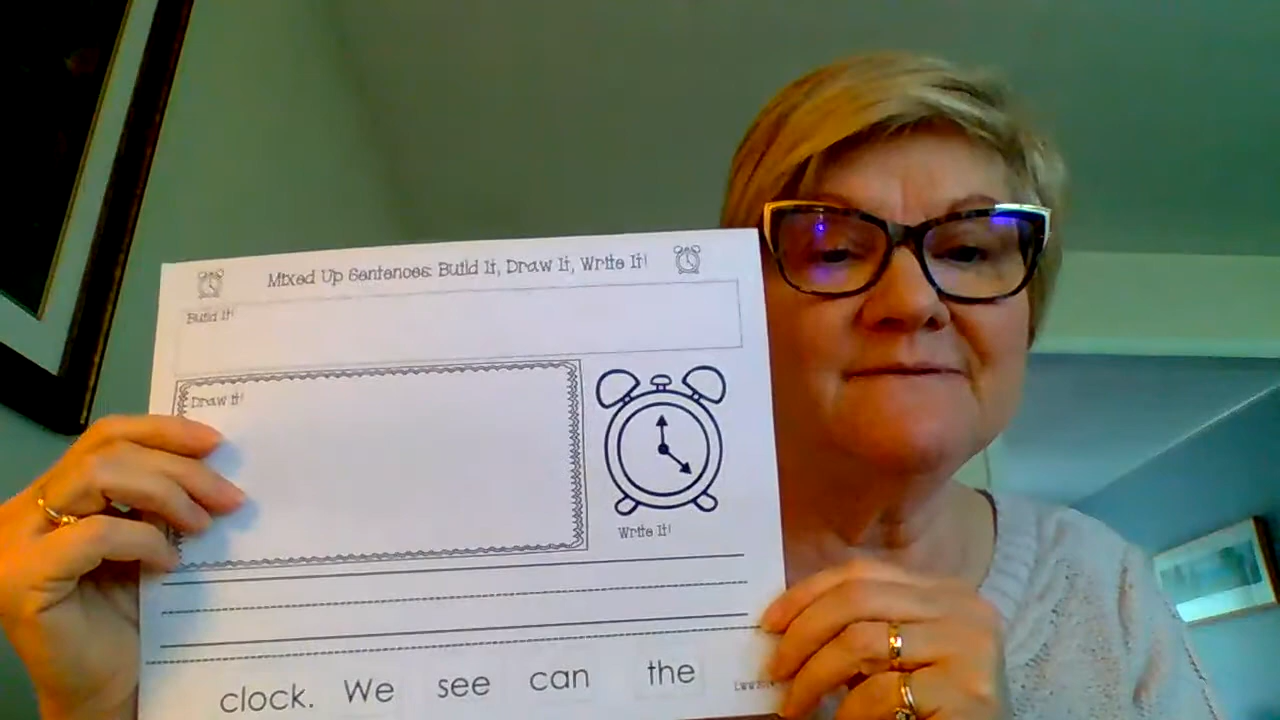 Mixed Up Sentences: Build It, Draw It, Write It!
Build It!
Draw It!
Write It!
clock. We see can the